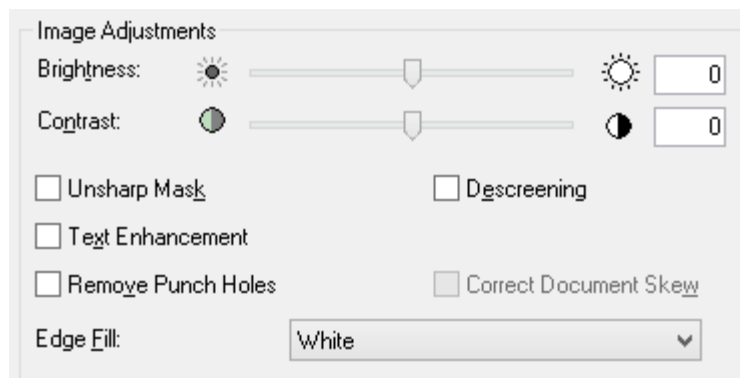 Image Adjustments
Brightness: 0
Contrast: 0
Unsharp Mask Descreening
Text Enhancement
Remove Punch Holes Correct Document Skew
Edge Fill: White